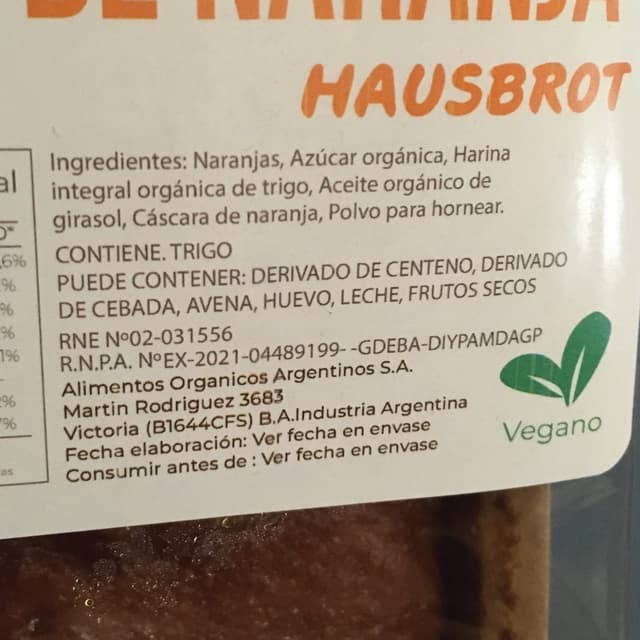 DE NARANJA
HAUSBROT
Ingredientes: Naranjas, Azúcar orgánica, Harina
integral orgánica de trigo, Aceite orgánico de
girasol, Cáscara de naranja, Polvo para hornear.
CONTIENE. TRIGO
PUEDE CONTENER: DERIVADO DE CENTENO, DERIVADO
DE CEBADA, AVENA, HUEVO, LECHE, FRUTOS SECOS
RNE Nº02-031556
R.N.P.A. NºEX-2021-04489199- -GDEBA-DIYPAMDAGP
Alimentos Organicos Argentinos S.A.
Martin Rodriguez 3683
Victoria (B1644CFS) B.A.Industria Argentina
Fecha elaboración: Ver fecha en envase
Consumir antes de : Ver fecha en envase
Vegano